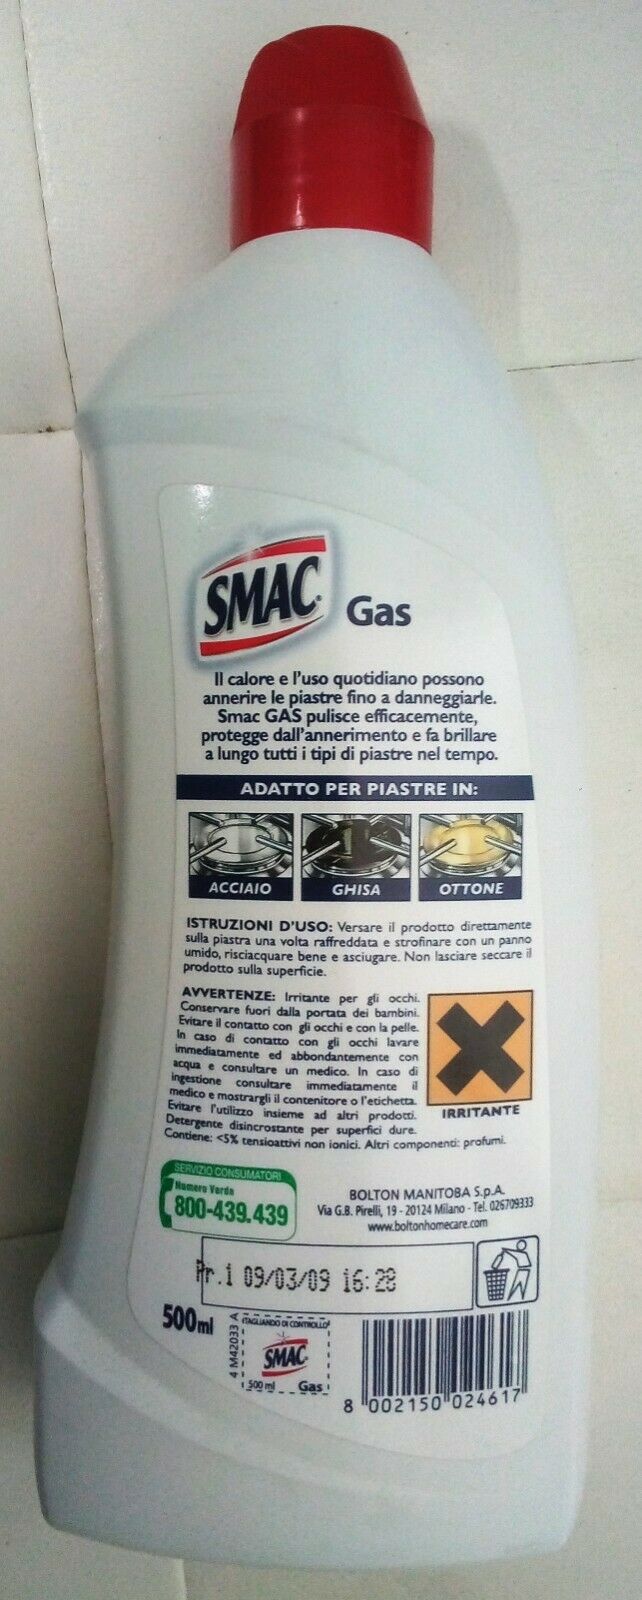 SMAC Gas
Il calore e l'uso quotidiano possono
annerire le piastre fino a danneggiarle.
Smac GAS pulisce efficacemente,
protegge dall'annerimento e fa brillare
a lungo tutti i tipi di piastre nel tempo.
ADATTO PER PIASTRE IN:
ACCIAIO GHISA OTTONE
ISTRUZIONI D'USO: Versare il prodotto direttamente
sulla piastra una volta raffreddata e strofinare con un panno
umido, risciacquare bene e asciugare. Non lasciare seccare il
prodotto sulla superficie.
AVVERTENZE: Irritante per gli occhi.
Conservare fuori dalla portata dei bambini.
Evitare il contatto con gli occhi e con la pelle.
In caso di contatto con gli occhi lavare
immediatamente ed abbondantemente con
acqua e consultare un medico. In caso di
ingestione consultare immediatamente il
medico e mostrargli il contenitore o l'etichetta.
Evitare l'utilizzo insieme ad altri prodotti.
Detergente disincrostante per superfici dure.
Contiene: <5% tensioattivi non ionici. Altri componenti: profumi.
IRRITANTE
SERVIZIO CONSUMATORI
Numero Verde
800-439.439
BOLTON MANITOBA S.p.A.
Via G.B. Pirelli, 19 - 20124 Milano - Tel. 026709333
www.boltonhomecare.com
Pr.1 09/03/09 16:28
500ml
4 M42033 A
TAGLIANDO DI CONTROLLO
SMAC
500 ml Gas
8 002150 024617